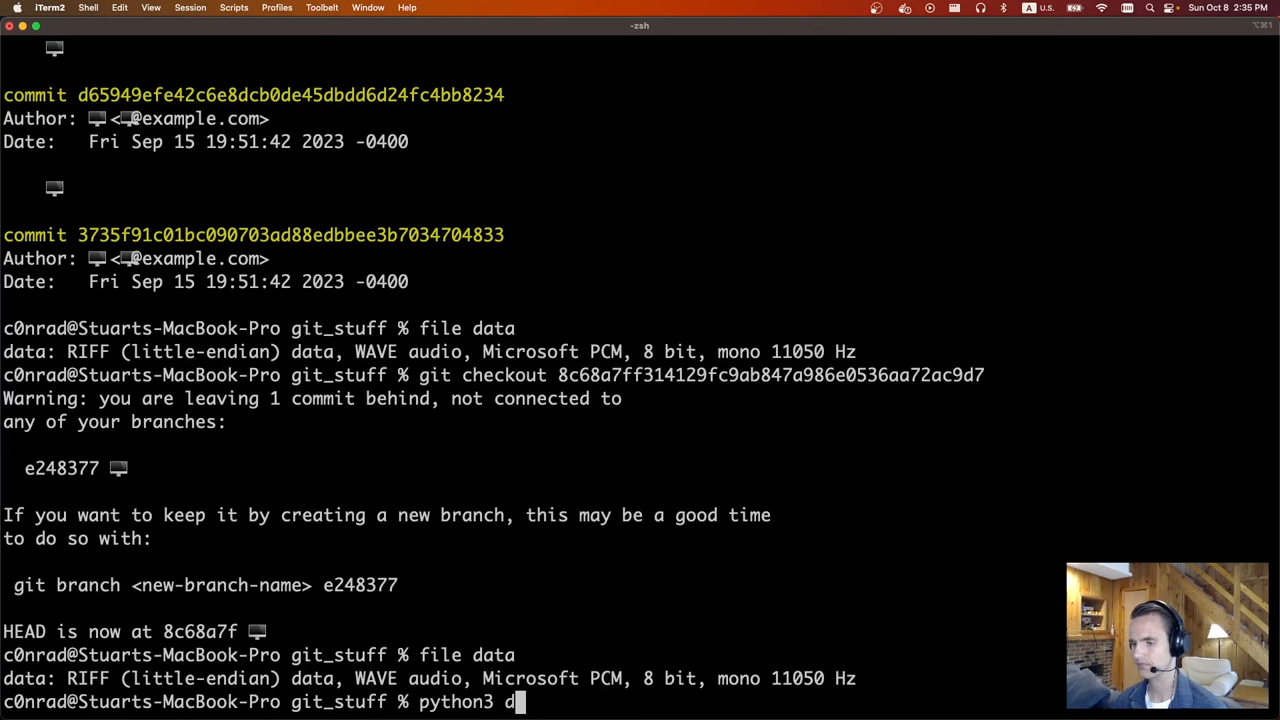 iTerm2 Shell Edit View Session Scripts Profiles Toolbelt Window Help A U.S. Sun Oct 8 2:35 PM
-zsh ⌥⌘1
🖥
commit d65949efe42c6e8dcb0de45dbdd6d24fc4bb8234
Author: 🖥 <🖥@example.com>
Date: Fri Sep 15 19:51:42 2023 -0400
🖥
commit 3735f91c01bc090703ad88edbbee3b7034704833
Author: 🖥 <🖥@example.com>
Date: Fri Sep 15 19:51:42 2023 -0400
c0nrad@Stuarts-MacBook-Pro git_stuff % file data
data: RIFF (little-endian) data, WAVE audio, Microsoft PCM, 8 bit, mono 11050 Hz
c0nrad@Stuarts-MacBook-Pro git_stuff % git checkout 8c68a7ff314129fc9ab847a986e0536aa72ac9d7
Warning: you are leaving 1 commit behind, not connected to
any of your branches:
e248377 🖥
If you want to keep it by creating a new branch, this may be a good time
to do so with:
git branch <new-branch-name> e248377
HEAD is now at 8c68a7f 🖥
c0nrad@Stuarts-MacBook-Pro git_stuff % file data
data: RIFF (little-endian) data, WAVE audio, Microsoft PCM, 8 bit, mono 11050 Hz
c0nrad@Stuarts-MacBook-Pro git_stuff % python3 d